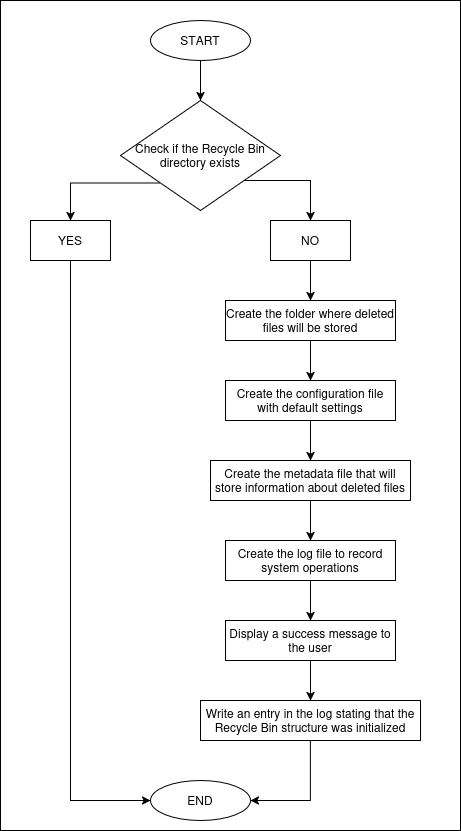 START
Check if the Recycle Bin
directory exists
YES
NO
Create the folder where deleted
files will be stored
Create the configuration file
with default settings
Create the metadata file that will
store information about deleted files
Create the log file to record
system operations
Display a success message to
the user
Write an entry in the log stating that the
Recycle Bin structure was initialized
END